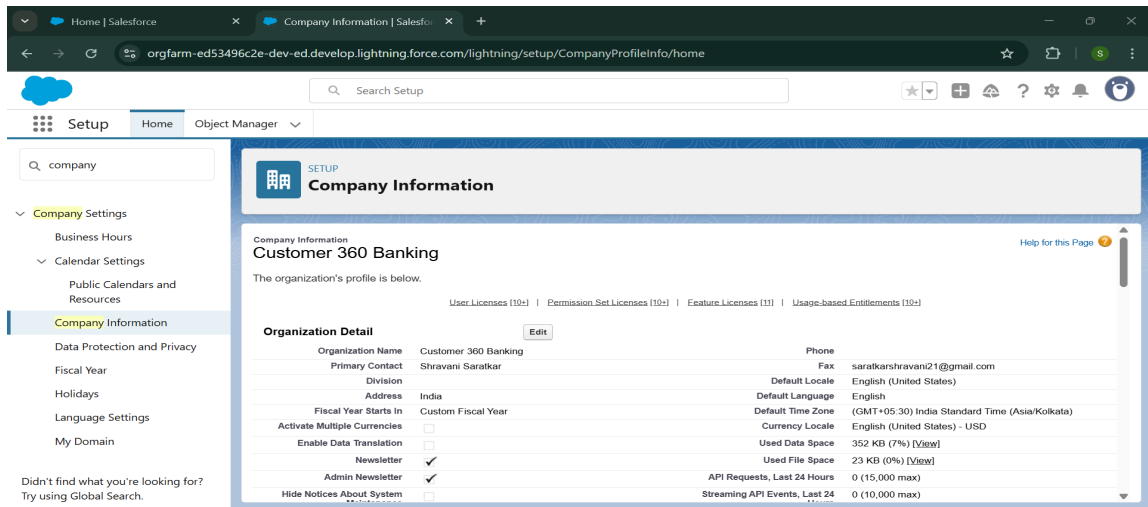 Home | Salesforce
Company Information | Salesfor
orgfarm-ed53496c2e-dev-ed.develop.lightning.force.com/lightning/setup/CompanyProfileInfo/home
S
Search Setup
Setup Home Object Manager
company
Company Settings
Business Hours
Calendar Settings
Public Calendars and
Resources
Company Information
Data Protection and Privacy
Fiscal Year
Holidays
Language Settings
My Domain
Didn't find what you're looking for?
Try using Global Search.
SETUP
Company Information
Company Information
Customer 360 Banking
Help for this Page
The organization's profile is below.
User Licenses [10+] | Permission Set Licenses [10+] | Feature Licenses [11] | Usage-based Entitlements [10+]
Organization Detail Edit
Organization Name Customer 360 Banking Phone
Primary Contact Shravani Saratkar Fax saratkarshravani21@gmail.com
Division Default Locale English (United States)
Address India Default Language English
Fiscal Year Starts In Custom Fiscal Year Default Time Zone (GMT+05:30) India Standard Time (Asia/Kolkata)
Activate Multiple Currencies Currency Locale English (United States) - USD
Enable Data Translation Used Data Space 352 KB (7%) [View]
Newsletter Used File Space 23 KB (0%) [View]
Admin Newsletter API Requests, Last 24 Hours 0 (15,000 max)
Hide Notices About System Streaming API Events, Last 24 0 (10,000 max)